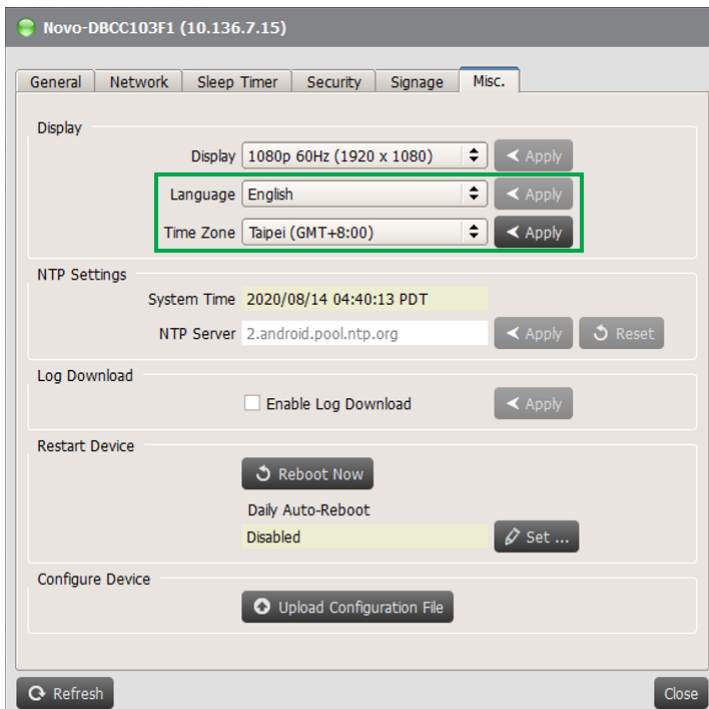 Novo-DBCC103F1 (10.136.7.15)
General Network Sleep Timer Security Signage Misc.
Display
Display 1080p 60Hz (1920 x 1080) Apply
Language English Apply
Time Zone Taipei (GMT+8:00) Apply
NTP Settings
System Time 2020/08/14 04:40:13 PDT
NTP Server 2.android.pool.ntp.org Apply Reset
Log Download
Enable Log Download Apply
Restart Device
Reboot Now
Daily Auto-Reboot
Disabled Set ...
Configure Device
Upload Configuration File
Refresh Close